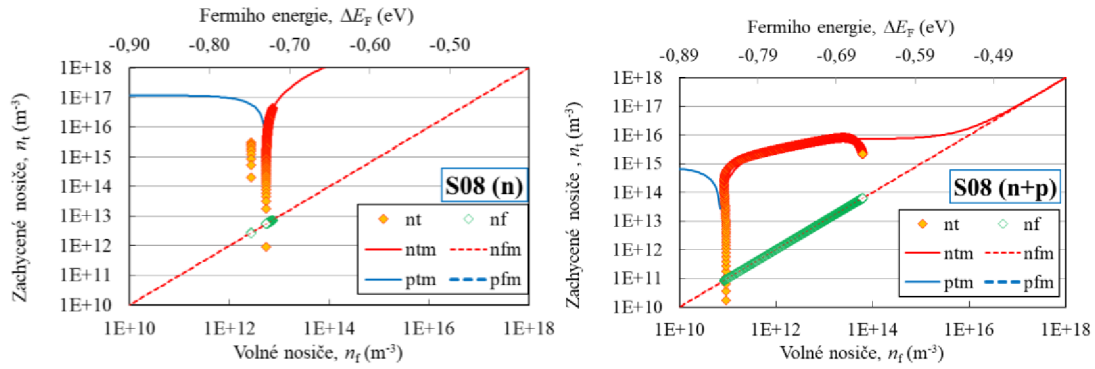 Fermiho energie, ΔE_F (eV)
-0,90 -0,80 -0,70 -0,60 -0,50
Zachycené nosiče, n_t (m⁻³)
1E+18
1E+17
1E+16
1E+15
1E+14
1E+13
1E+12
1E+11
1E+10
S08 (n)
nt nf
ntm nfm
ptm pfm
1E+10 1E+12 1E+14 1E+16 1E+18
Volné nosiče, n_f (m⁻³)
Fermiho energie, ΔE_F (eV)
-0,89 -0,79 -0,69 -0,59 -0,49
Zachycené nosiče , n_t (m⁻³)
1E+18
1E+17
1E+16
1E+15
1E+14
1E+13
1E+12
1E+11
1E+10
S08 (n+p)
nt nf
ntm nfm
ptm pfm
1E+10 1E+12 1E+14 1E+16 1E+18
Volné nosiče, n_f (m⁻³)